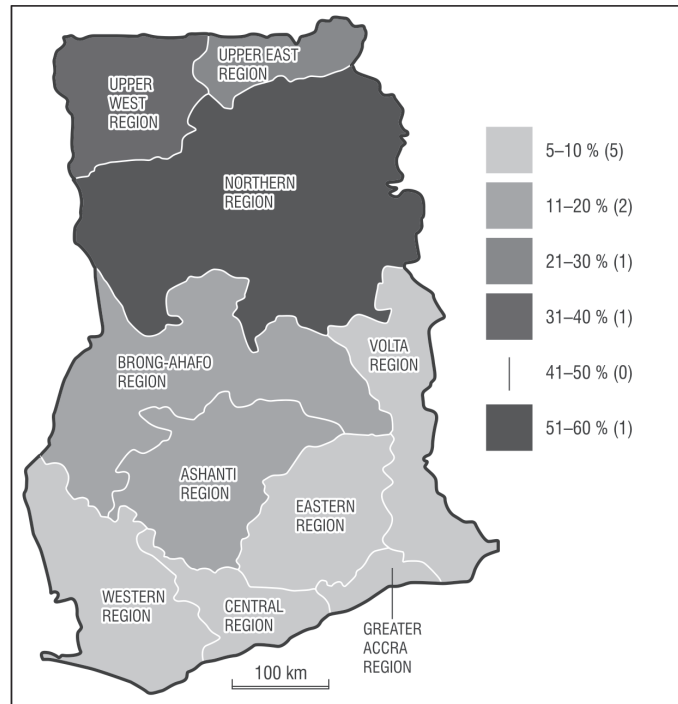 UPPER EAST
REGION
UPPER
WEST
REGION
NORTHERN
REGION
BRONG-AHAFO
REGION
VOLTA
REGION
ASHANTI
REGION
EASTERN
REGION
WESTERN
REGION
CENTRAL
REGION
GREATER
ACCRA
REGION
100 km
5–10 % (5)
11–20 % (2)
21–30 % (1)
31–40 % (1)
41–50 % (0)
51–60 % (1)